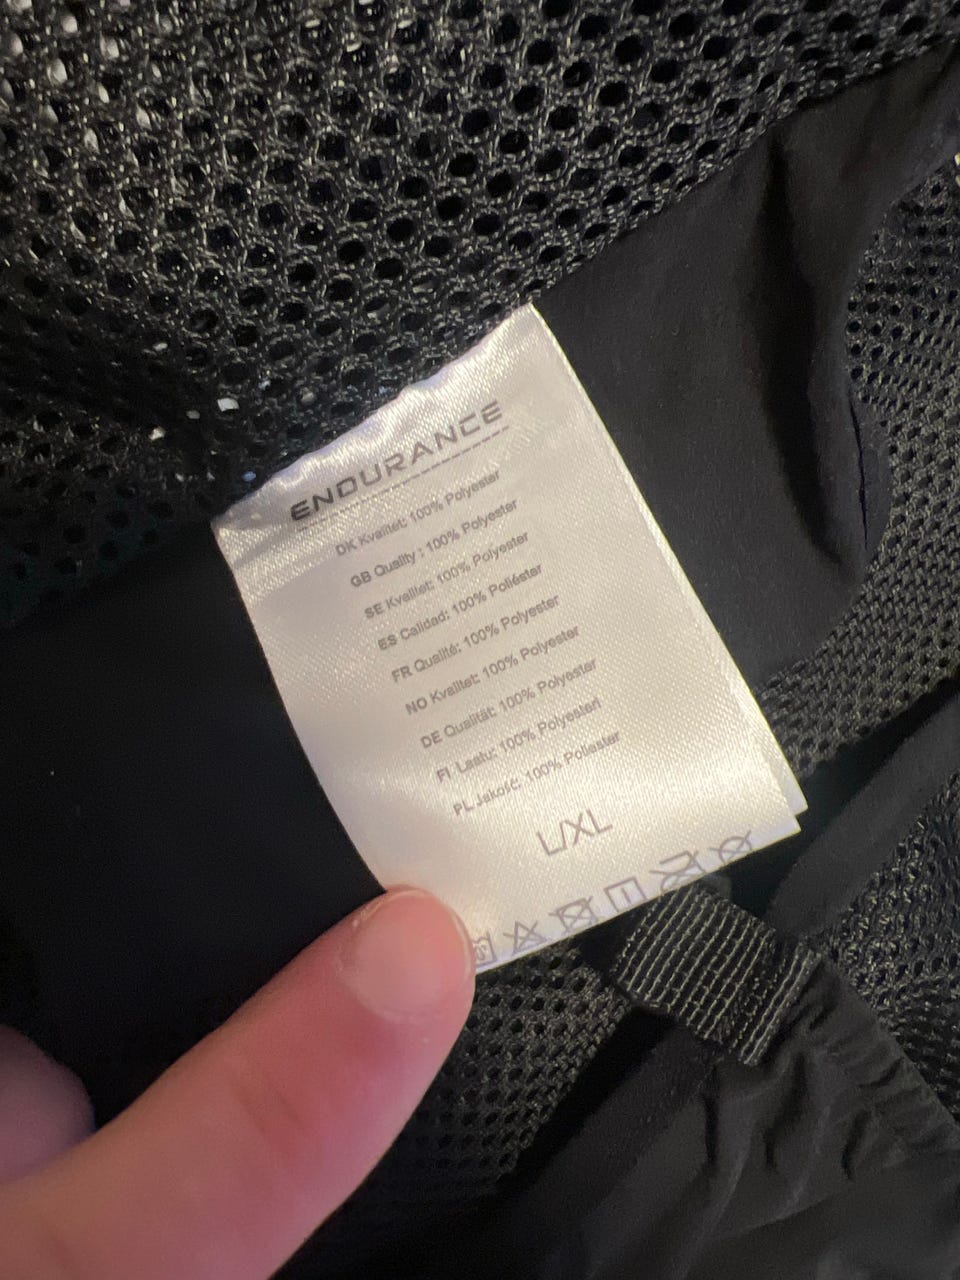 ENDURANCE
DK Kvalitet: 100% Polyester
GB Quality : 100% Polyester
SE Kvalitet: 100% Polyester
ES Calidad: 100% Poliéster
FR Qualité: 100% Polyester
NO Kvalitet: 100% Polyester
DE Qualität: 100% Polyester
FI Laatu: 100% Polyesteri
PL Jakość: 100% Poliester
L/XL